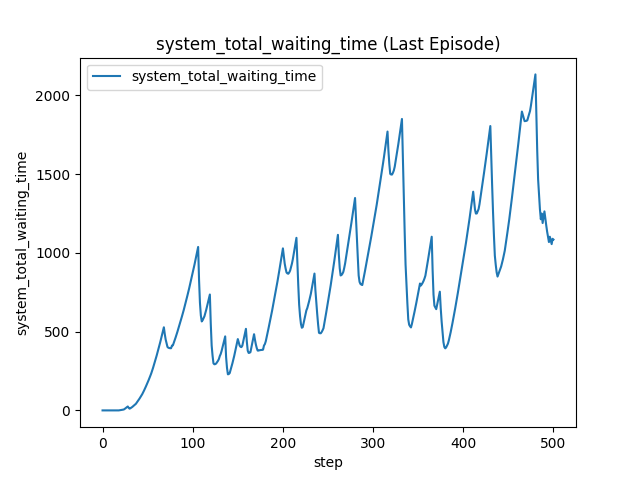 system_total_waiting_time (Last Episode)
system_total_waiting_time
2000
1500
1000
500
0
system_total_waiting_time
0 100 200 300 400 500
step